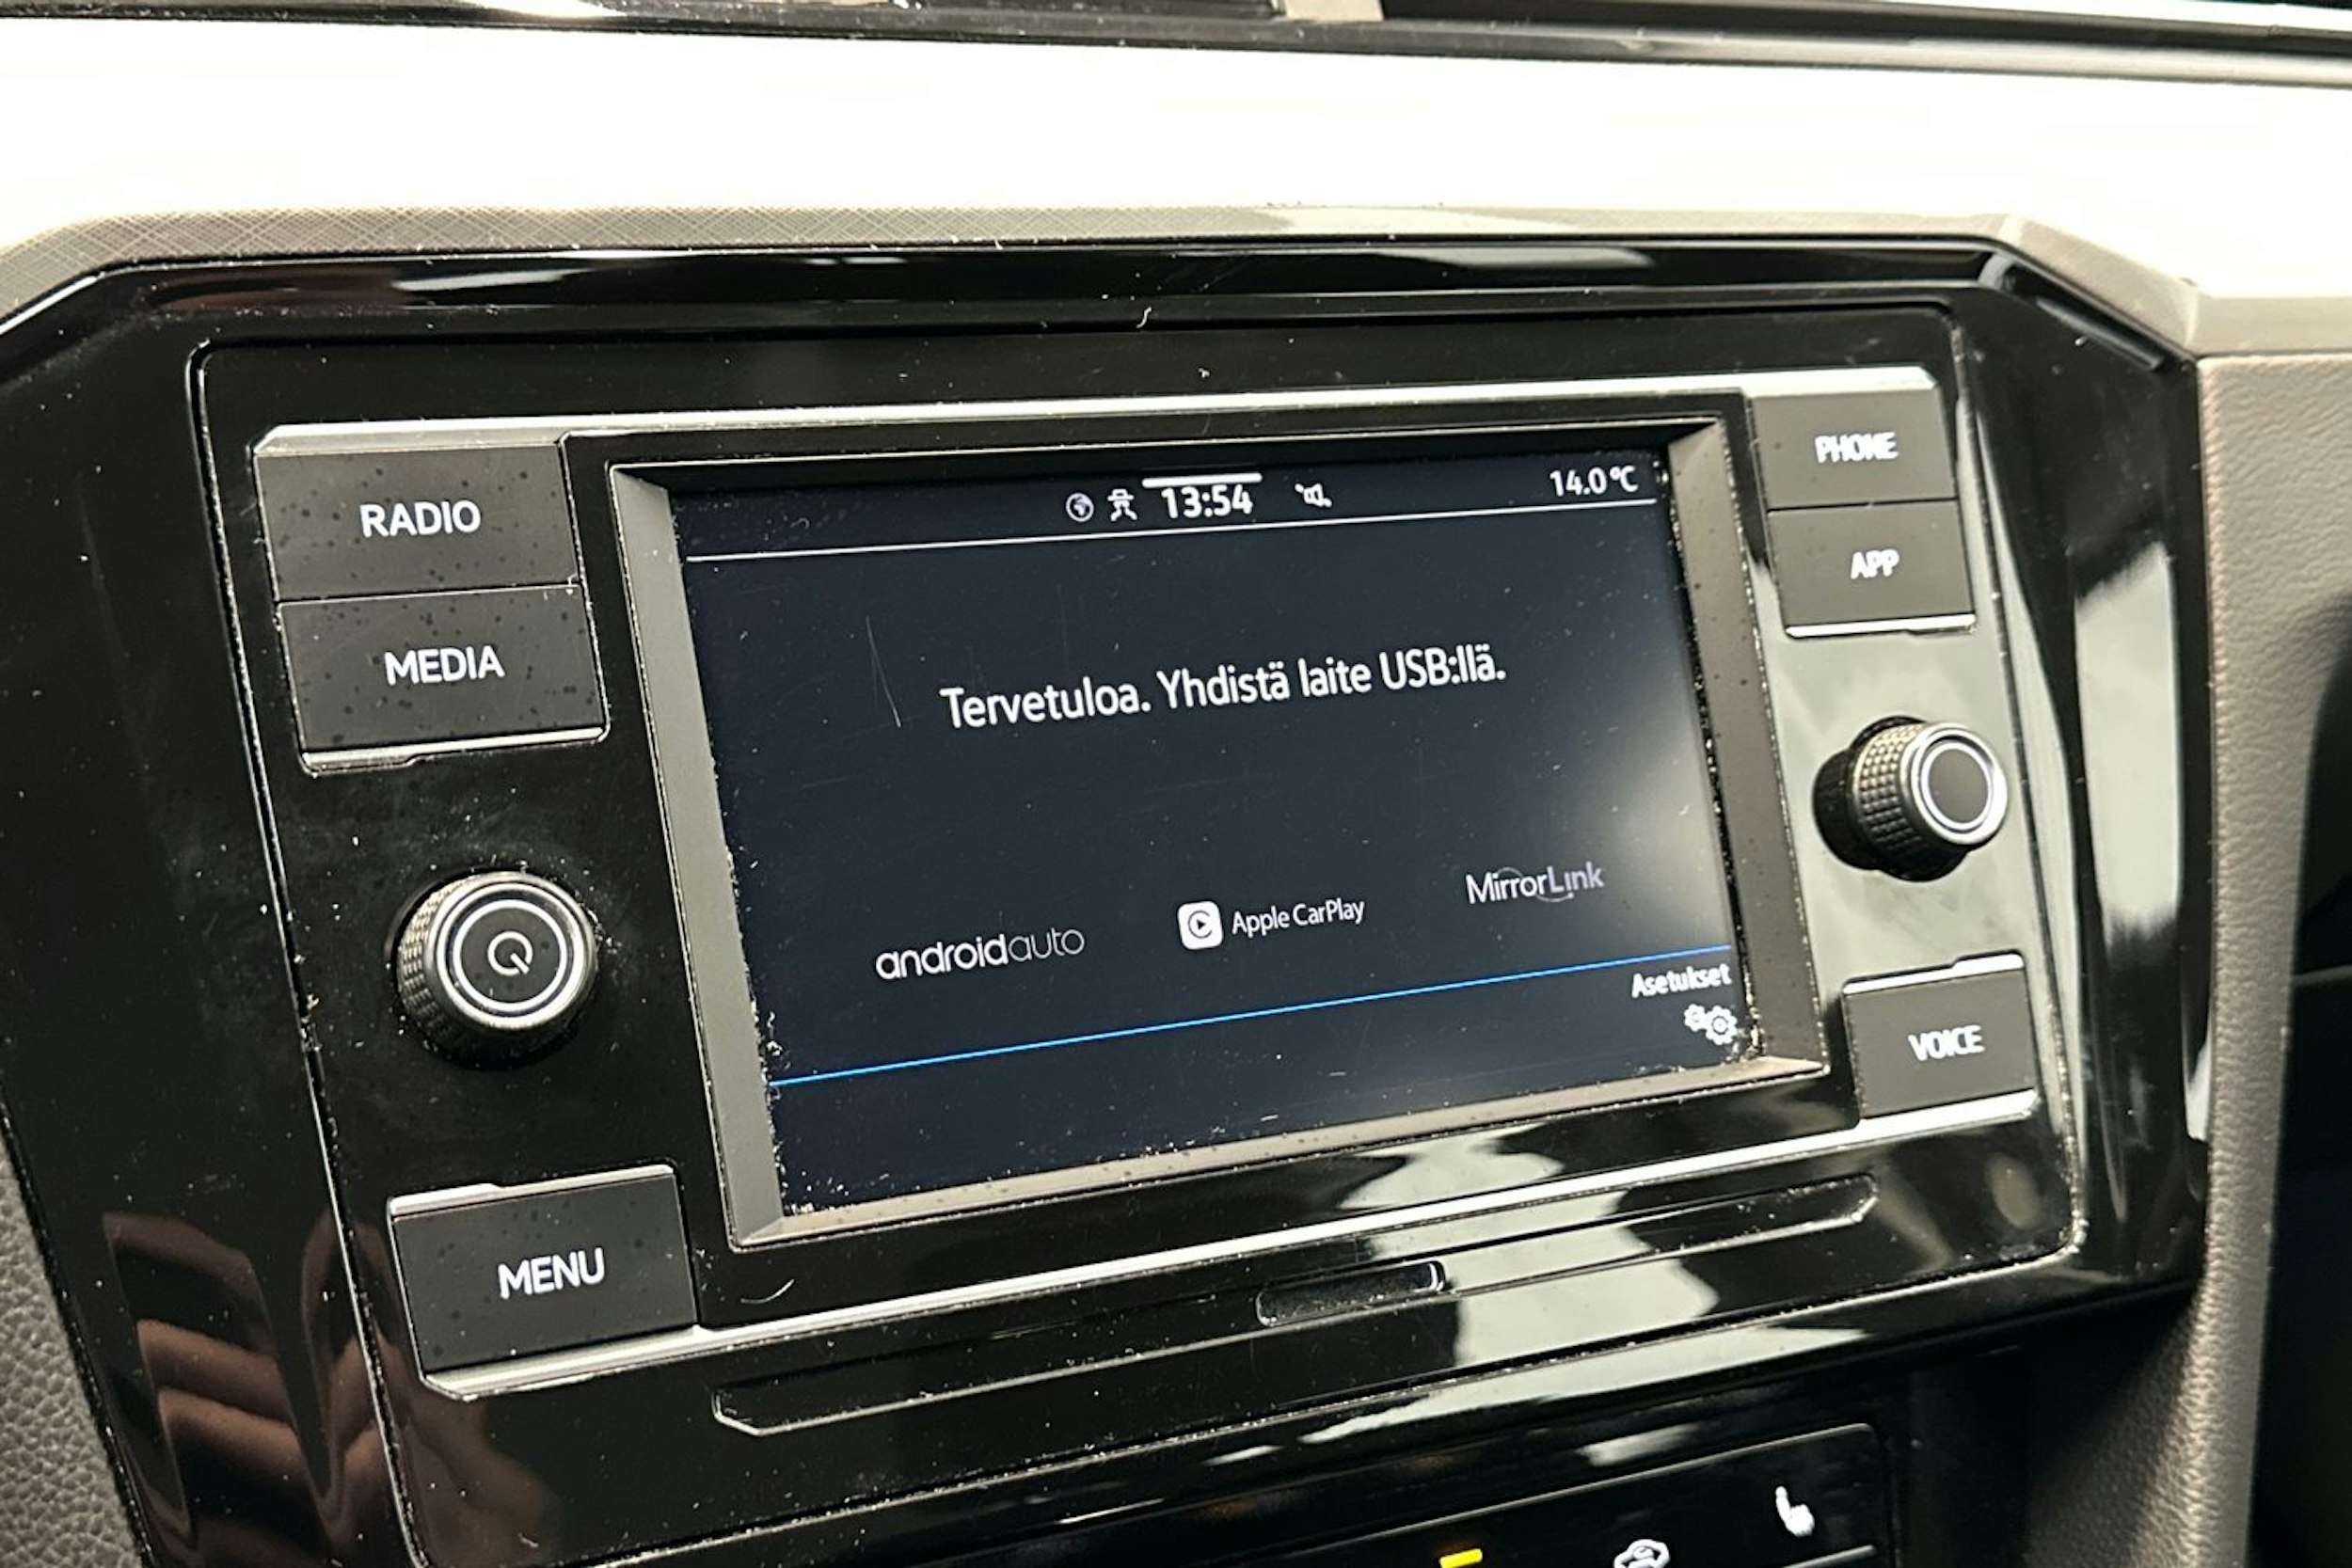 RADIO
MEDIA
MENU
13:54
14.0°C
Tervetuloa. Yhdistä laite USB:llä.
androidauto
Apple CarPlay
MirrorLink
Asetukset
PHONE
APP
VOICE